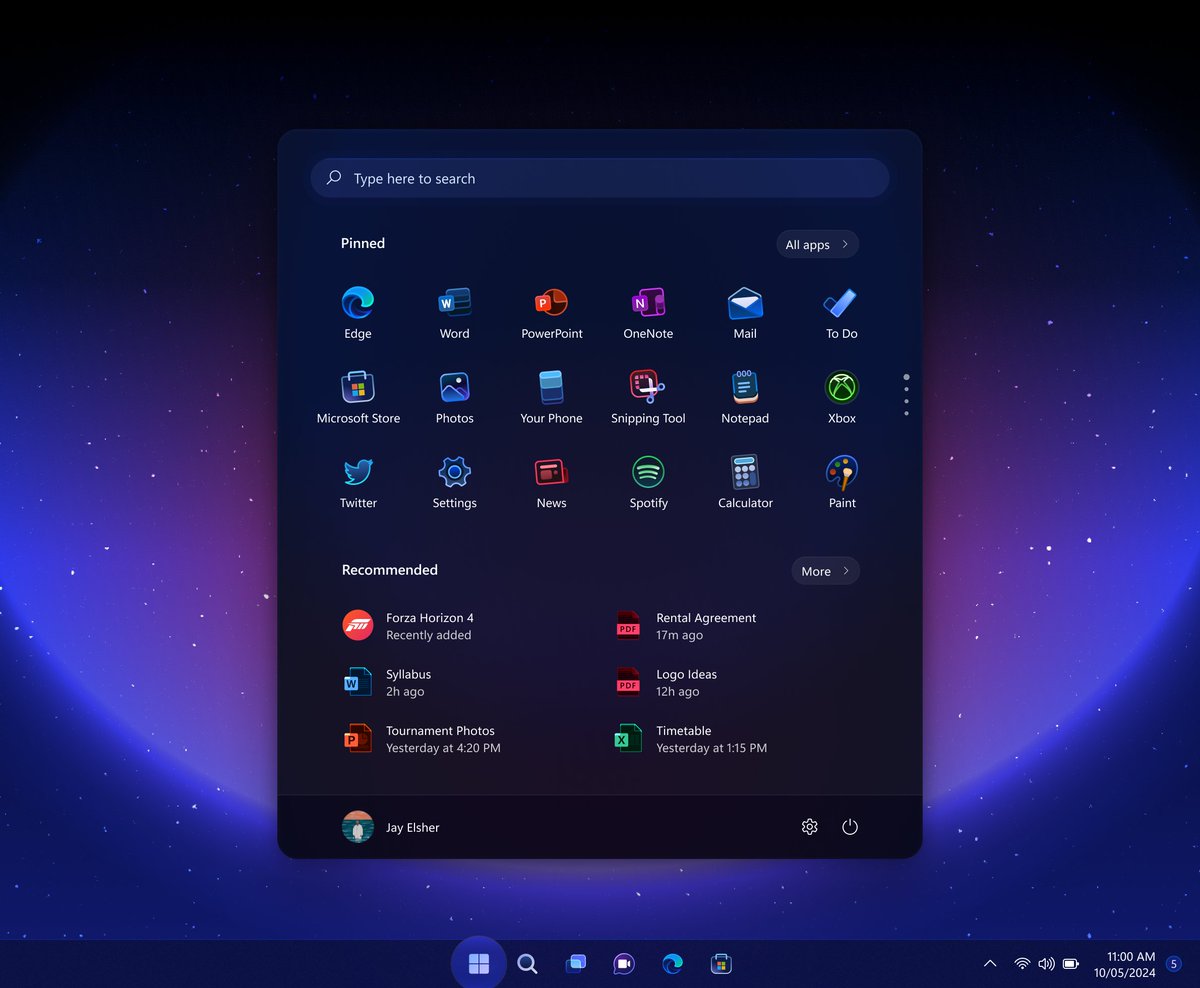 Type here to search
Pinned
All apps
Edge
Word
PowerPoint
OneNote
Mail
To Do
Microsoft Store
Photos
Your Phone
Snipping Tool
Notepad
Xbox
Twitter
Settings
News
Spotify
Calculator
Paint
Recommended
More
Forza Horizon 4
Recently added
PDF
Rental Agreement
17m ago
W
Syllabus
2h ago
PDF
Logo Ideas
12h ago
P
Tournament Photos
Yesterday at 4:20 PM
X
Timetable
Yesterday at 1:15 PM
Jay Elsher
11:00 AM
10/05/2024
5